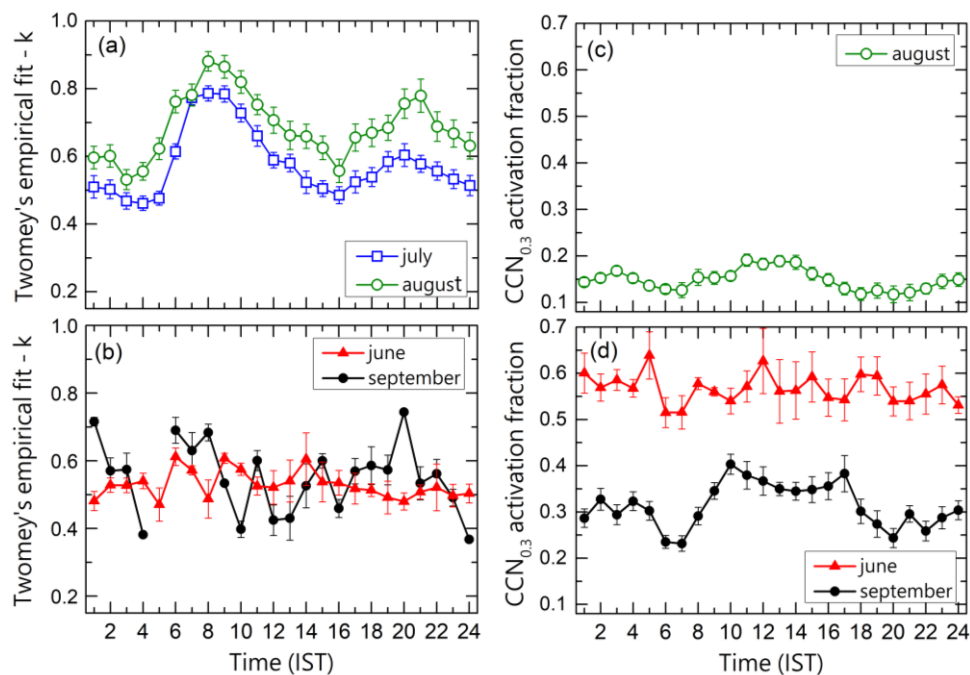 Twomey's empirical fit - k
1.0
0.8
0.6
0.4
0.2
(a)
july
august
CCN0.3 activation fraction
0.7
0.6
0.5
0.4
0.3
0.2
0.1
(c)
august
Twomey's empirical fit - k
1.0
0.8
0.6
0.4
0.2
(b)
june
september
2 4 6 8 10 12 14 16 18 20 22 24
Time (IST)
CCN0.3 activation fraction
0.7
0.6
0.5
0.4
0.3
0.2
0.1
(d)
june
september
2 4 6 8 10 12 14 16 18 20 22 24
Time (IST)